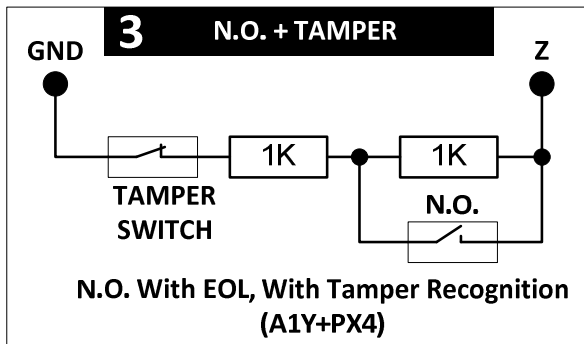 3 N.O. + TAMPER
GND
Z
1K
1K
TAMPER
SWITCH
N.O.
N.O. With EOL, With Tamper Recognition
(A1Y+PX4)